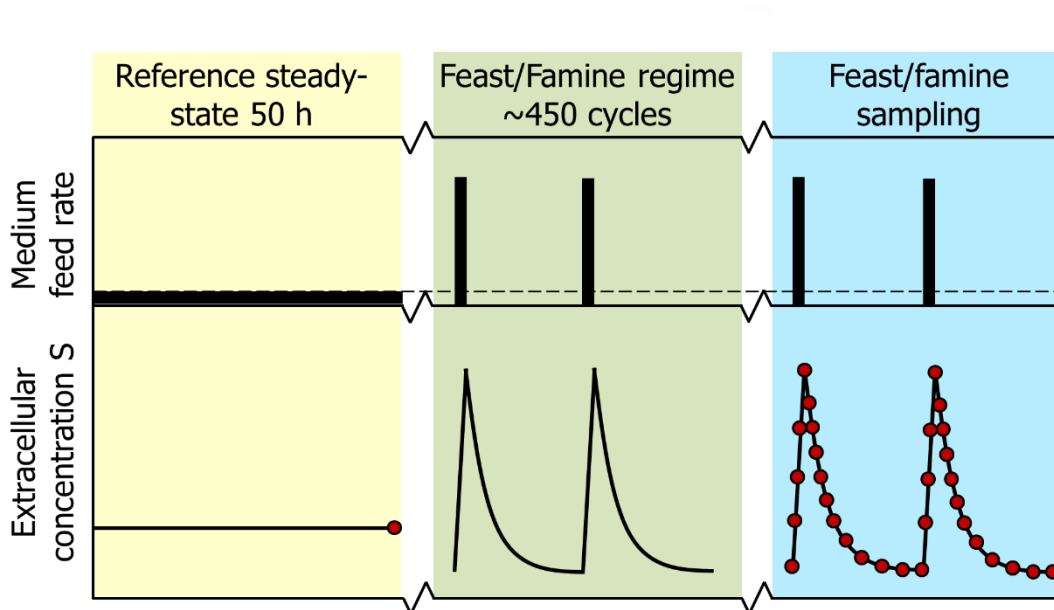 Reference steady-
state 50 h
Feast/Famine regime
~450 cycles
Feast/famine
sampling
Medium
feed rate
Extracellular
concentration S